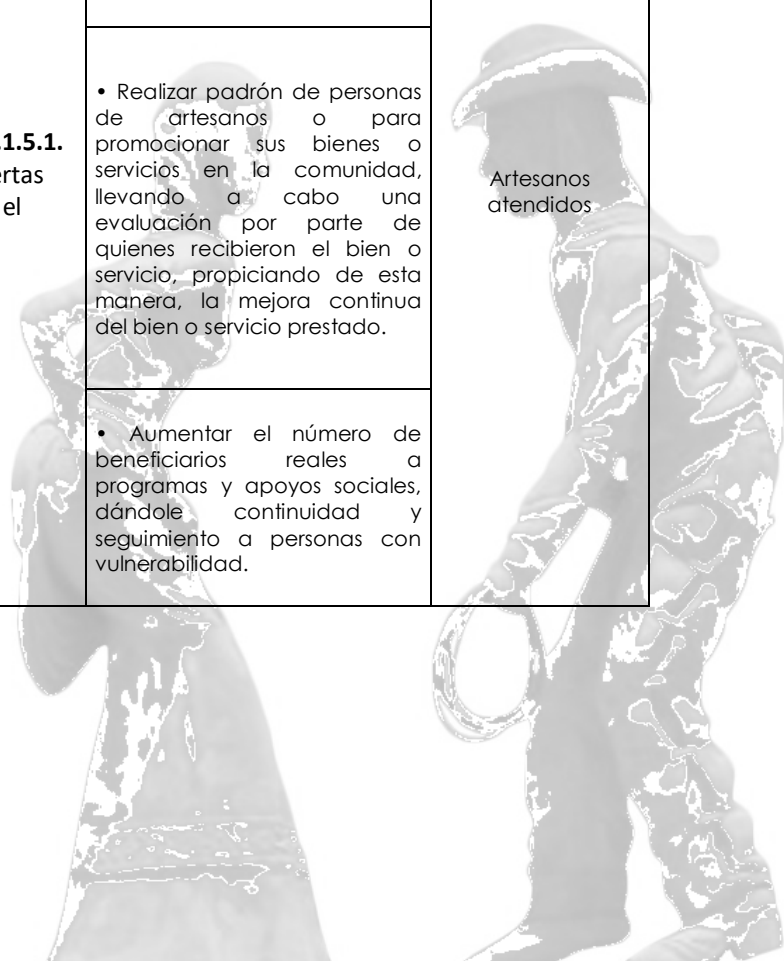 .1.5.1.
ertas
el
• Realizar padrón de personas
de artesanos o para
promocionar sus bienes o
servicios en la comunidad,
llevando a cabo una
evaluación por parte de
quienes recibieron el bien o
servicio, propiciando de esta
manera, la mejora continua
del bien o servicio prestado.
• Aumentar el número de
beneficiarios reales a
programas y apoyos sociales,
dándole continuidad y
seguimiento a personas con
vulnerabilidad.
Artesanos
atendidos